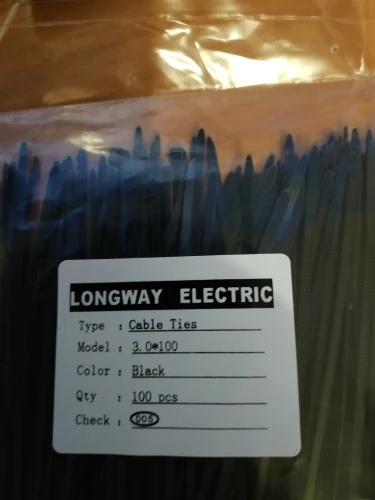 LONGWAY ELECTRIC
Type : Cable Ties
Model : 3.0*100
Color : Black
Qty : 100 pcs
Check : 005